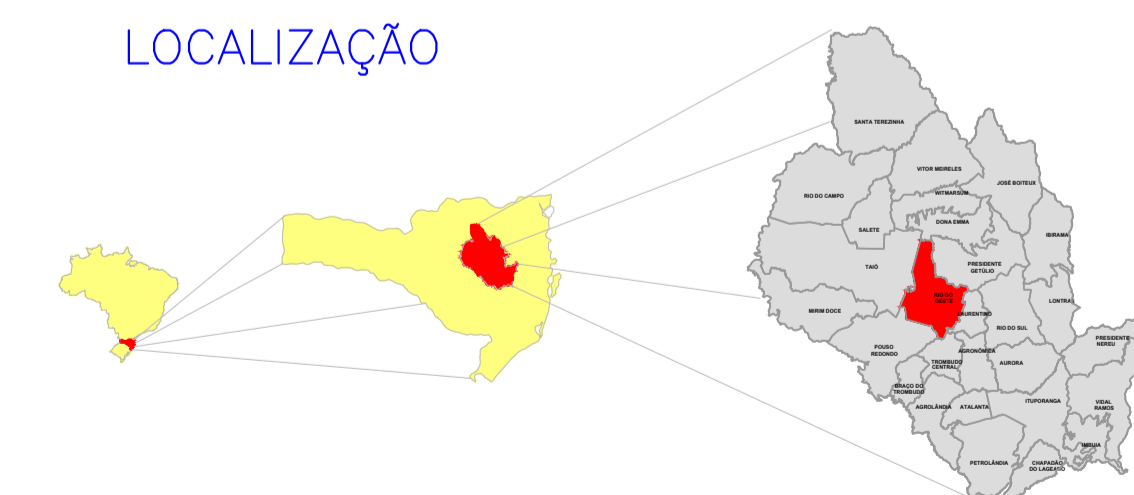 LOCALIZAÇÃO
SANTA TEREZINHA
VITOR MEIRELES
JOSÉ BOITEUX
RIO DO CAMPO
WITMARSUM
DONA EMMA
SALETE
IBIRAMA
TAIÓ
PRESIDENTE
GETÚLIO
RIO DO
OESTE
LONTRA
MIRIM DOCE
LAURENTINO
RIO DO SUL
PRESIDENTE
NEREU
POUSO
REDONDO
AGRONÔMICA
TROMBUDO
CENTRAL
AURORA
BRAÇO DO
TROMBUDO
AGROLÂNDIA
ATALANTA
ITUPORANGA
VIDAL
RAMOS
IMBUIA
PETROLÂNDIA
CHAPADÃO
DO LAGEADO